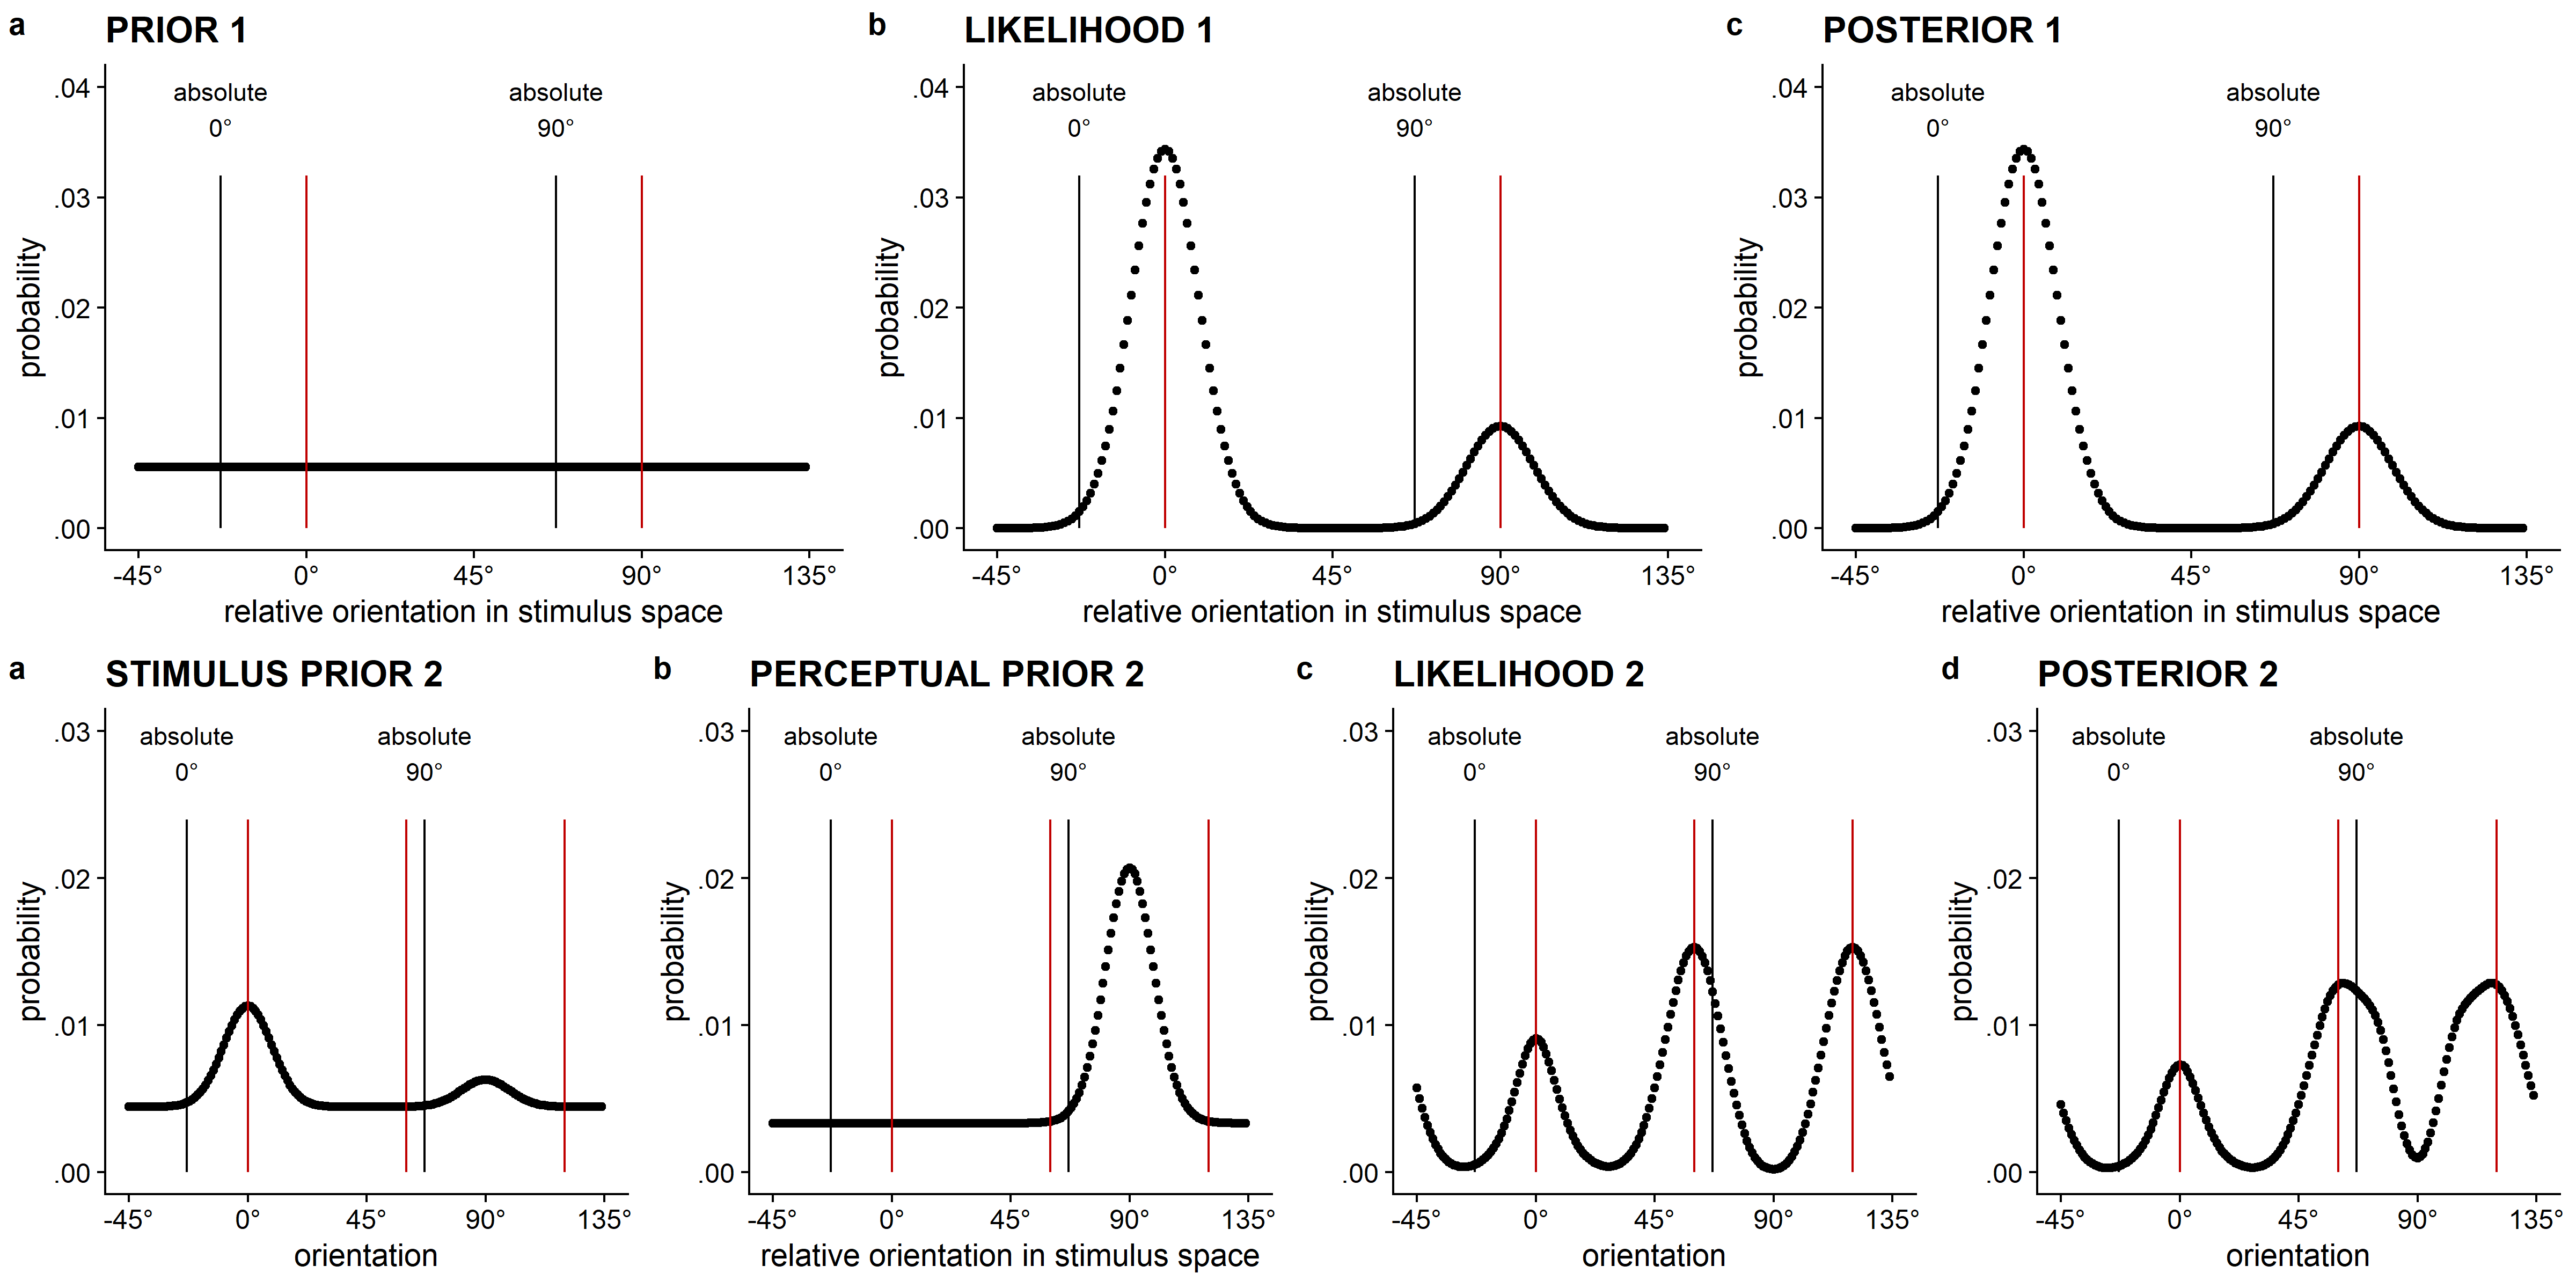 a PRIOR 1
absolute
0°
absolute
90°
.04
.03
.02
.01
.00
probability
-45° 0° 45° 90° 135°
relative orientation in stimulus space
b LIKELIHOOD 1
absolute
0°
absolute
90°
.04
.03
.02
.01
.00
probability
-45° 0° 45° 90° 135°
relative orientation in stimulus space
c POSTERIOR 1
absolute
0°
absolute
90°
.04
.03
.02
.01
.00
probability
-45° 0° 45° 90° 135°
relative orientation in stimulus space
a STIMULUS PRIOR 2
absolute
0°
absolute
90°
.03
.02
.01
.00
probability
-45° 0° 45° 90° 135°
orientation
b PERCEPTUAL PRIOR 2
absolute
0°
absolute
90°
.03
.02
.01
.00
probability
-45° 0° 45° 90° 135°
relative orientation in stimulus space
c LIKELIHOOD 2
absolute
0°
absolute
90°
.03
.02
.01
.00
probability
-45° 0° 45° 90° 135°
orientation
d POSTERIOR 2
absolute
0°
absolute
90°
.03
.02
.01
.00
probability
-45° 0° 45° 90° 135°
orientation